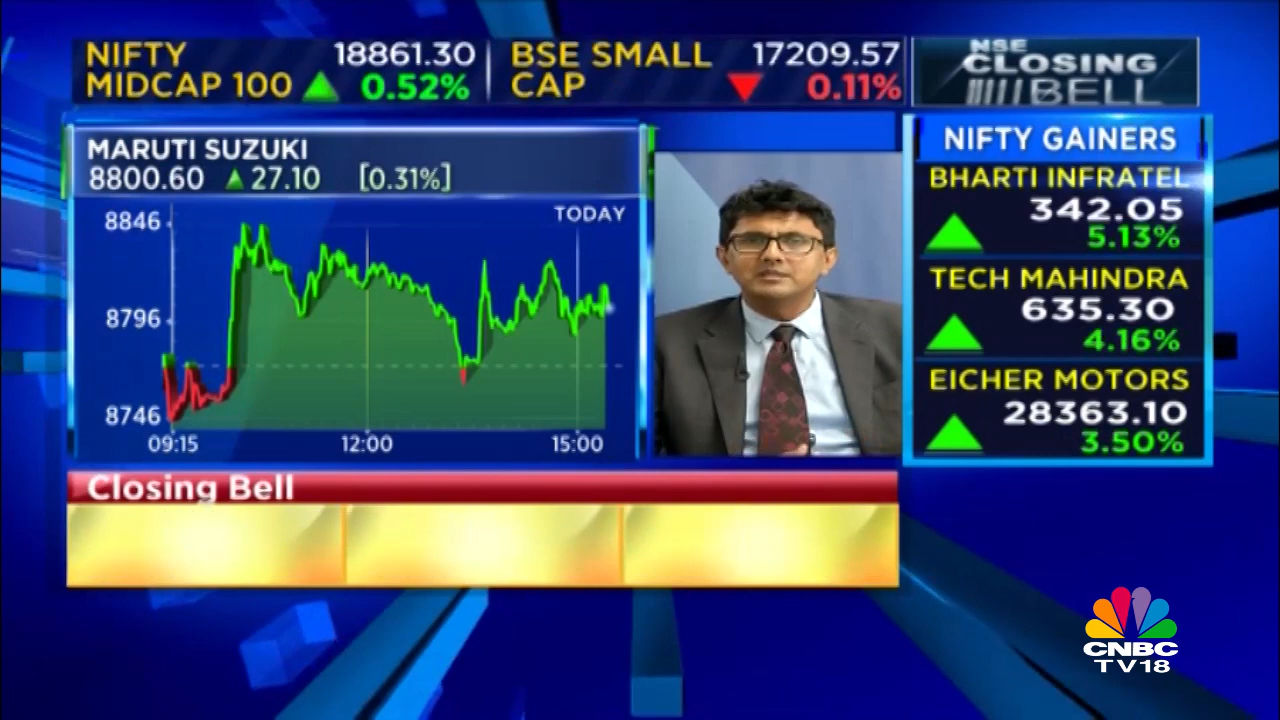 NIFTY 18861.30
MIDCAP 100 0.52%
BSE SMALL 17209.57
CAP 0.11%
NSE
CLOSING
BELL
MARUTI SUZUKI
8800.60 27.10 [0.31%]
TODAY
8846
8796
8746
09:15 12:00 15:00
NIFTY GAINERS
BHARTI INFRATEL
342.05
5.13%
TECH MAHINDRA
635.30
4.16%
EICHER MOTORS
28363.10
3.50%
Closing Bell
CNBC
TV18